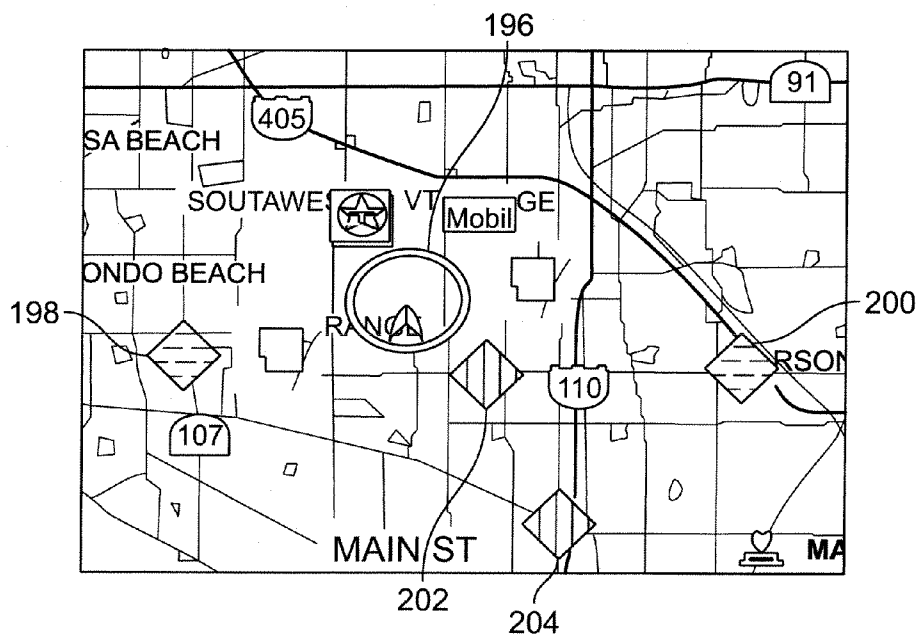 196
91
405
SA BEACH
SOUTAWES VT GE
Mobil
ONDO BEACH
198
200
RANGE
RSON
110
107
MAIN ST
MA
202
204